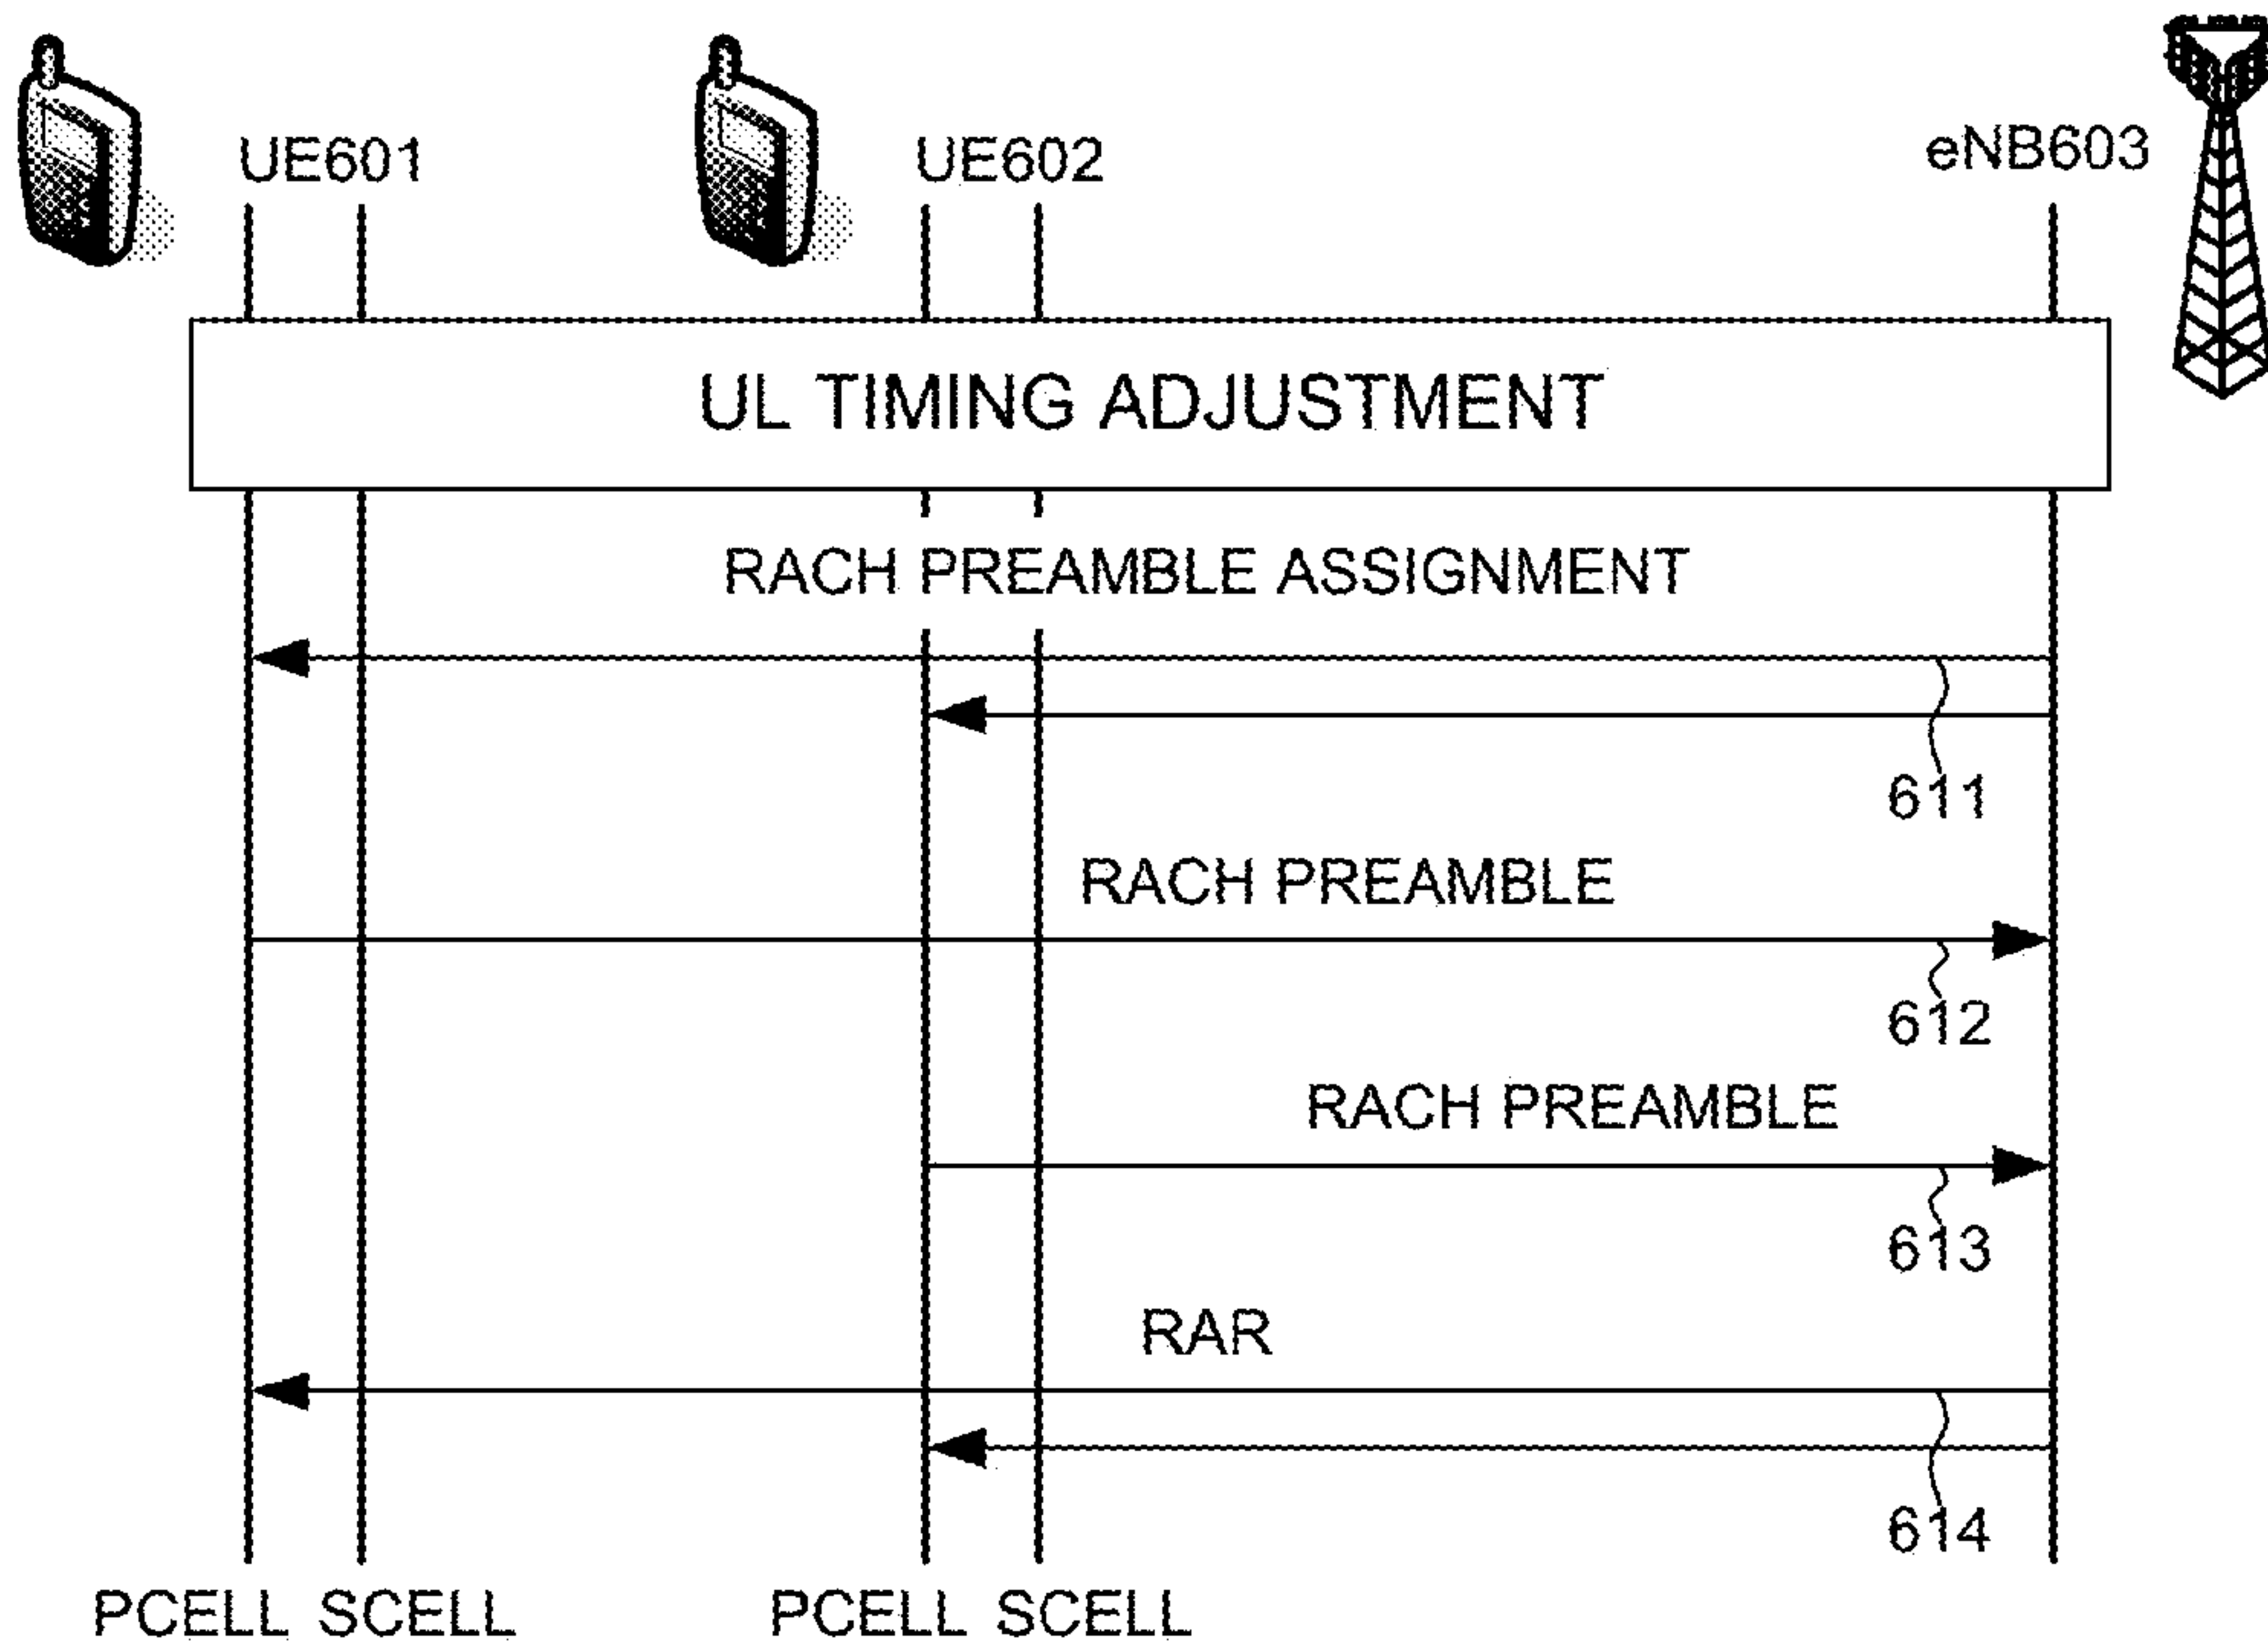 UE601
UE602
eNB603
UL TIMING ADJUSTMENT
RACH PREAMBLE ASSIGNMENT
611
RACH PREAMBLE
612
RACH PREAMBLE
613
RAR
614
PCELL SCELL
PCELL SCELL